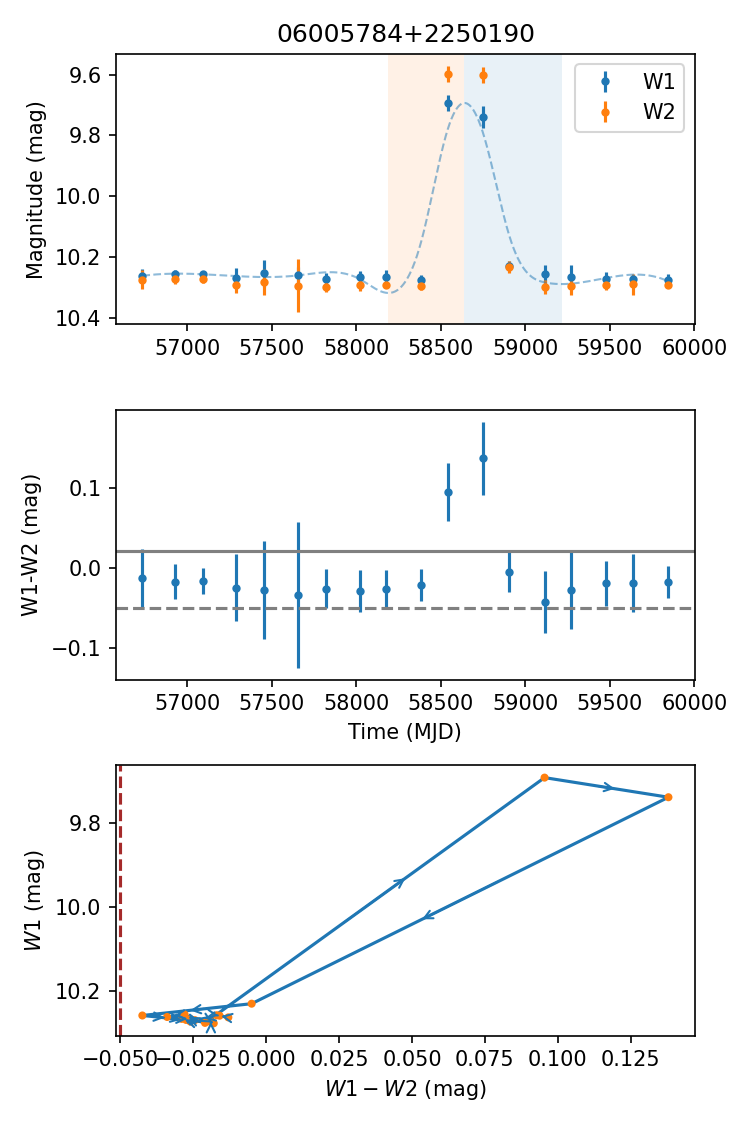 06005784+2250190
Magnitude (mag)
9.6
9.8
10.0
10.2
10.4
W1
W2
57000 57500 58000 58500 59000 59500 60000
W1-W2 (mag)
0.1
0.0
−0.1
57000 57500 58000 58500 59000 59500 60000
Time (MJD)
W1 (mag)
9.8
10.0
10.2
−0.050 −0.025 0.000 0.025 0.050 0.075 0.100 0.125
W1 − W2 (mag)